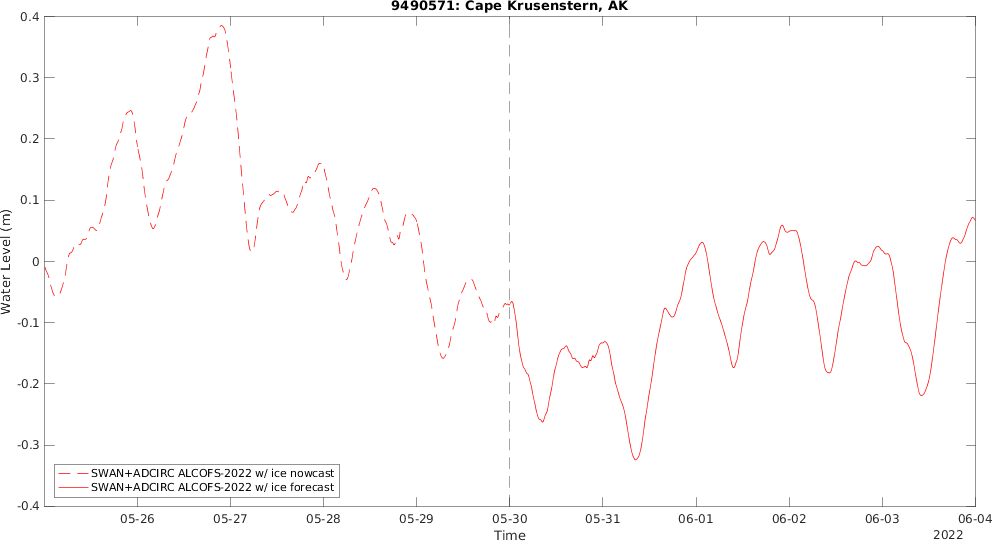 9490571: Cape Krusenstern, AK
0.4
0.3
0.2
0.1
0
-0.1
-0.2
-0.3
-0.4
Water Level (m)
SWAN+ADCIRC ALCOFS-2022 w/ ice nowcast
SWAN+ADCIRC ALCOFS-2022 w/ ice forecast
05-26 05-27 05-28 05-29 05-30 05-31 06-01 06-02 06-03 06-04
Time
2022